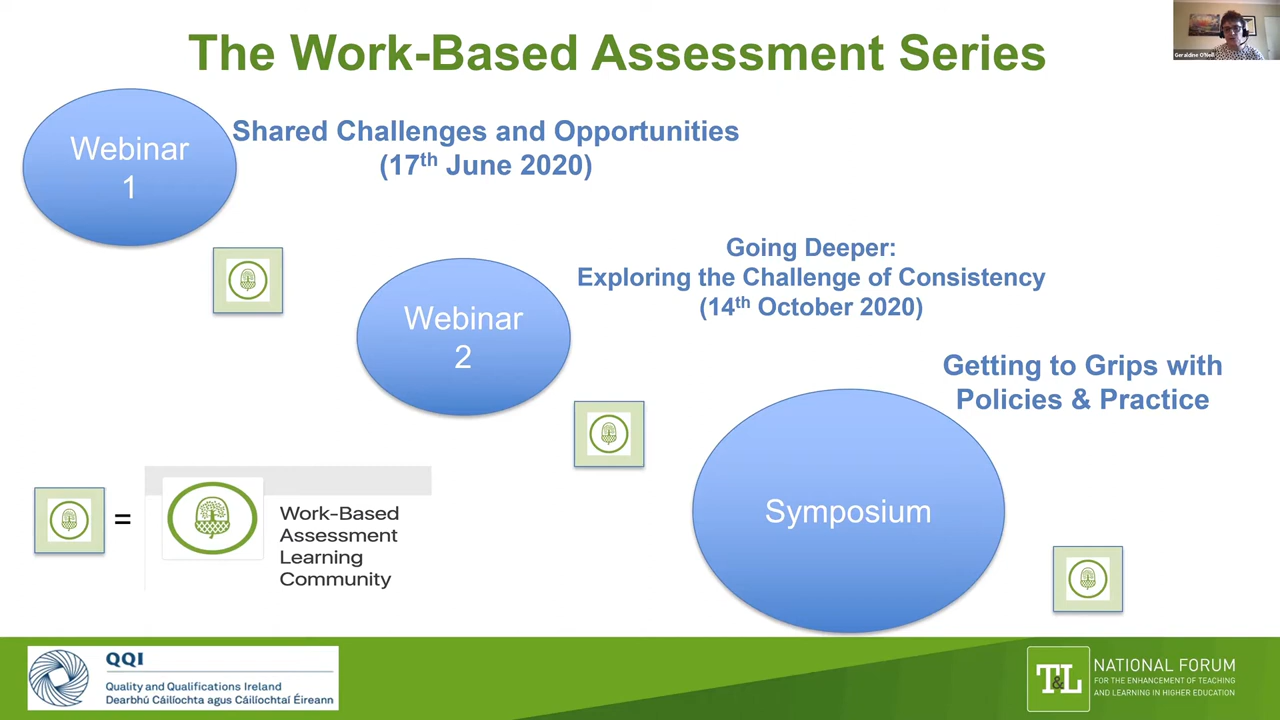 The Work-Based Assessment Series
Geraldine O'Neill
Webinar
1
Shared Challenges and Opportunities
(17th June 2020)
Going Deeper:
Exploring the Challenge of Consistency
(14th October 2020)
Webinar
2
Getting to Grips with
Policies & Practice
Symposium
=
Work-Based
Assessment
Learning
Community
QQI
Quality and Qualifications Ireland
Dearbhú Cáilíochta agus Cáilíochtaí Éireann
T&L
NATIONAL FORUM
FOR THE ENHANCEMENT OF TEACHING
AND LEARNING IN HIGHER EDUCATION